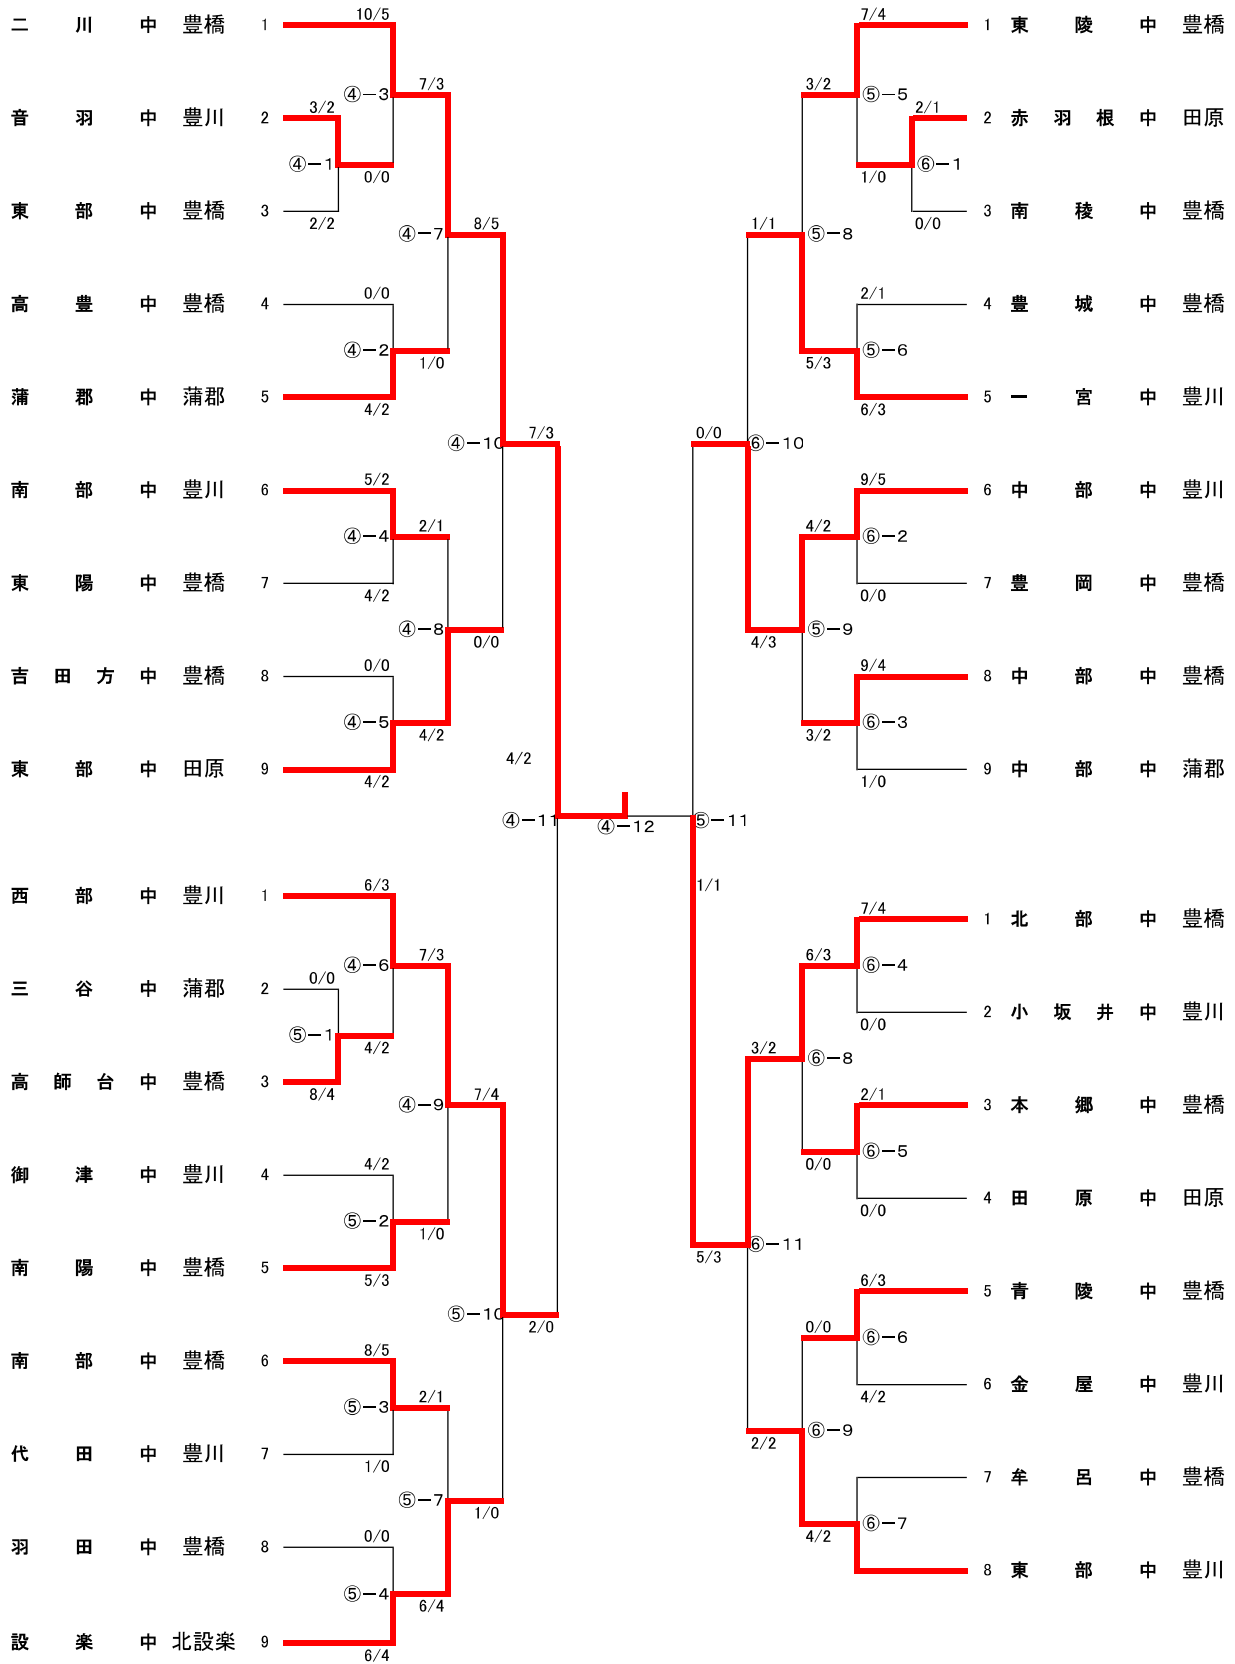 10/5
二川中 豊橋 1
7/3
④－3
3/2
音羽中 豊川 2
④－1
0/0
東部中 豊橋 3
2/2
8/5
④－7
0/0
高豊中 豊橋 4
④－2
1/0
蒲郡中 蒲郡 5
4/2
7/3
④－10
5/2
南部中 豊川 6
2/1
④－4
東陽中 豊橋 7
4/2
④－8
0/0
0/0
吉田方中 豊橋 8
④－5
4/2
東部中 田原 9
4/2
4/2
④－11
④－12
6/3
西部中 豊川 1
7/3
④－6
0/0
三谷中 蒲郡 2
⑤－1
4/2
高師台中 豊橋 3
8/4
7/4
④－9
4/2
御津中 豊川 4
⑤－2
1/0
南陽中 豊橋 5
5/3
⑤－10
2/0
8/5
南部中 豊橋 6
2/1
⑤－3
代田中 豊川 7
1/0
⑤－7
1/0
0/0
羽田中 豊橋 8
⑤－4
6/4
設楽中 北設楽 9
6/4
7/4
1 東陵中 豊橋
3/2
⑤－5
2/1
2 赤羽根中 田原
⑥－1
1/0
3 南稜中 豊橋
0/0
1/1
⑤－8
2/1
4 豊城中 豊橋
⑤－6
5/3
5 一宮中 豊川
6/3
0/0
⑥－10
9/5
6 中部中 豊川
4/2
⑥－2
7 豊岡中 豊橋
0/0
⑤－9
4/3
9/4
8 中部中 豊橋
⑥－3
3/2
9 中部中 蒲郡
1/0
⑤－11
1/1
7/4
1 北部中 豊橋
6/3
⑥－4
2 小坂井中 豊川
0/0
3/2
⑥－8
2/1
3 本郷中 豊橋
⑥－5
0/0
4 田原中 田原
0/0
⑥－11
5/3
6/3
5 青陵中 豊橋
0/0
⑥－6
6 金屋中 豊川
4/2
⑥－9
2/2
7 牟呂中 豊橋
⑥－7
4/2
8 東部中 豊川